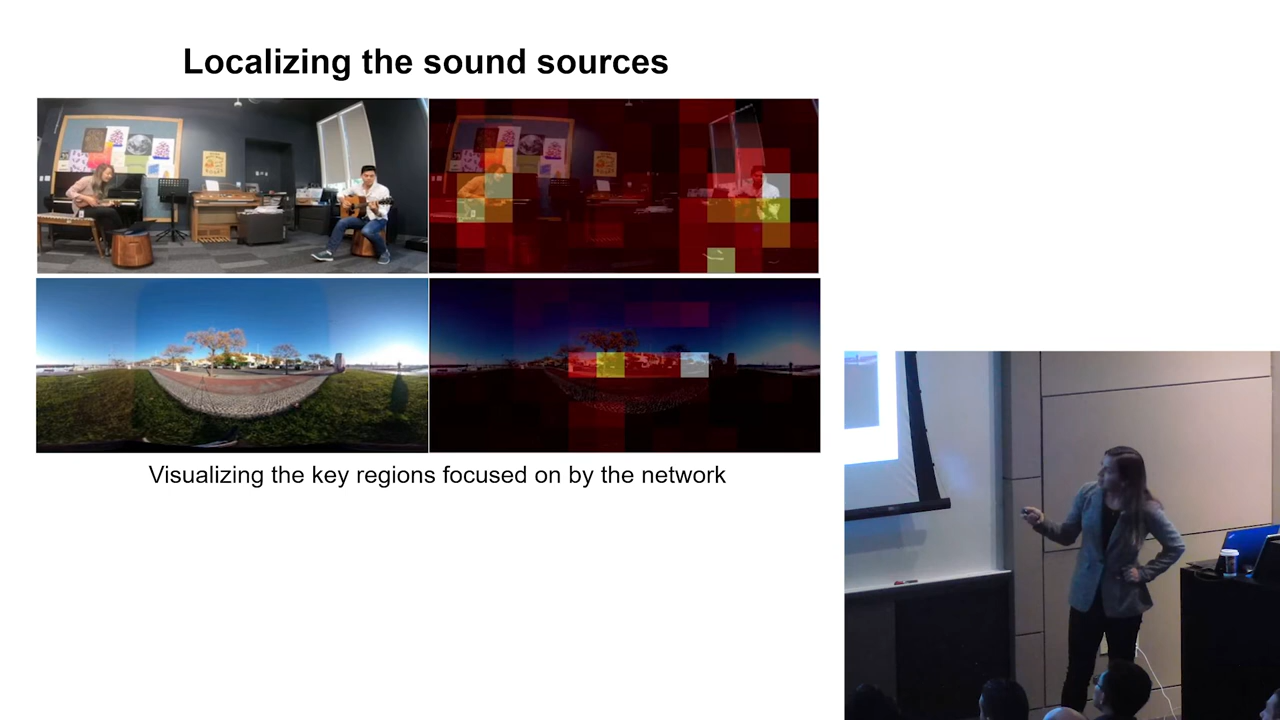 Localizing the sound sources
Visualizing the key regions focused on by the network